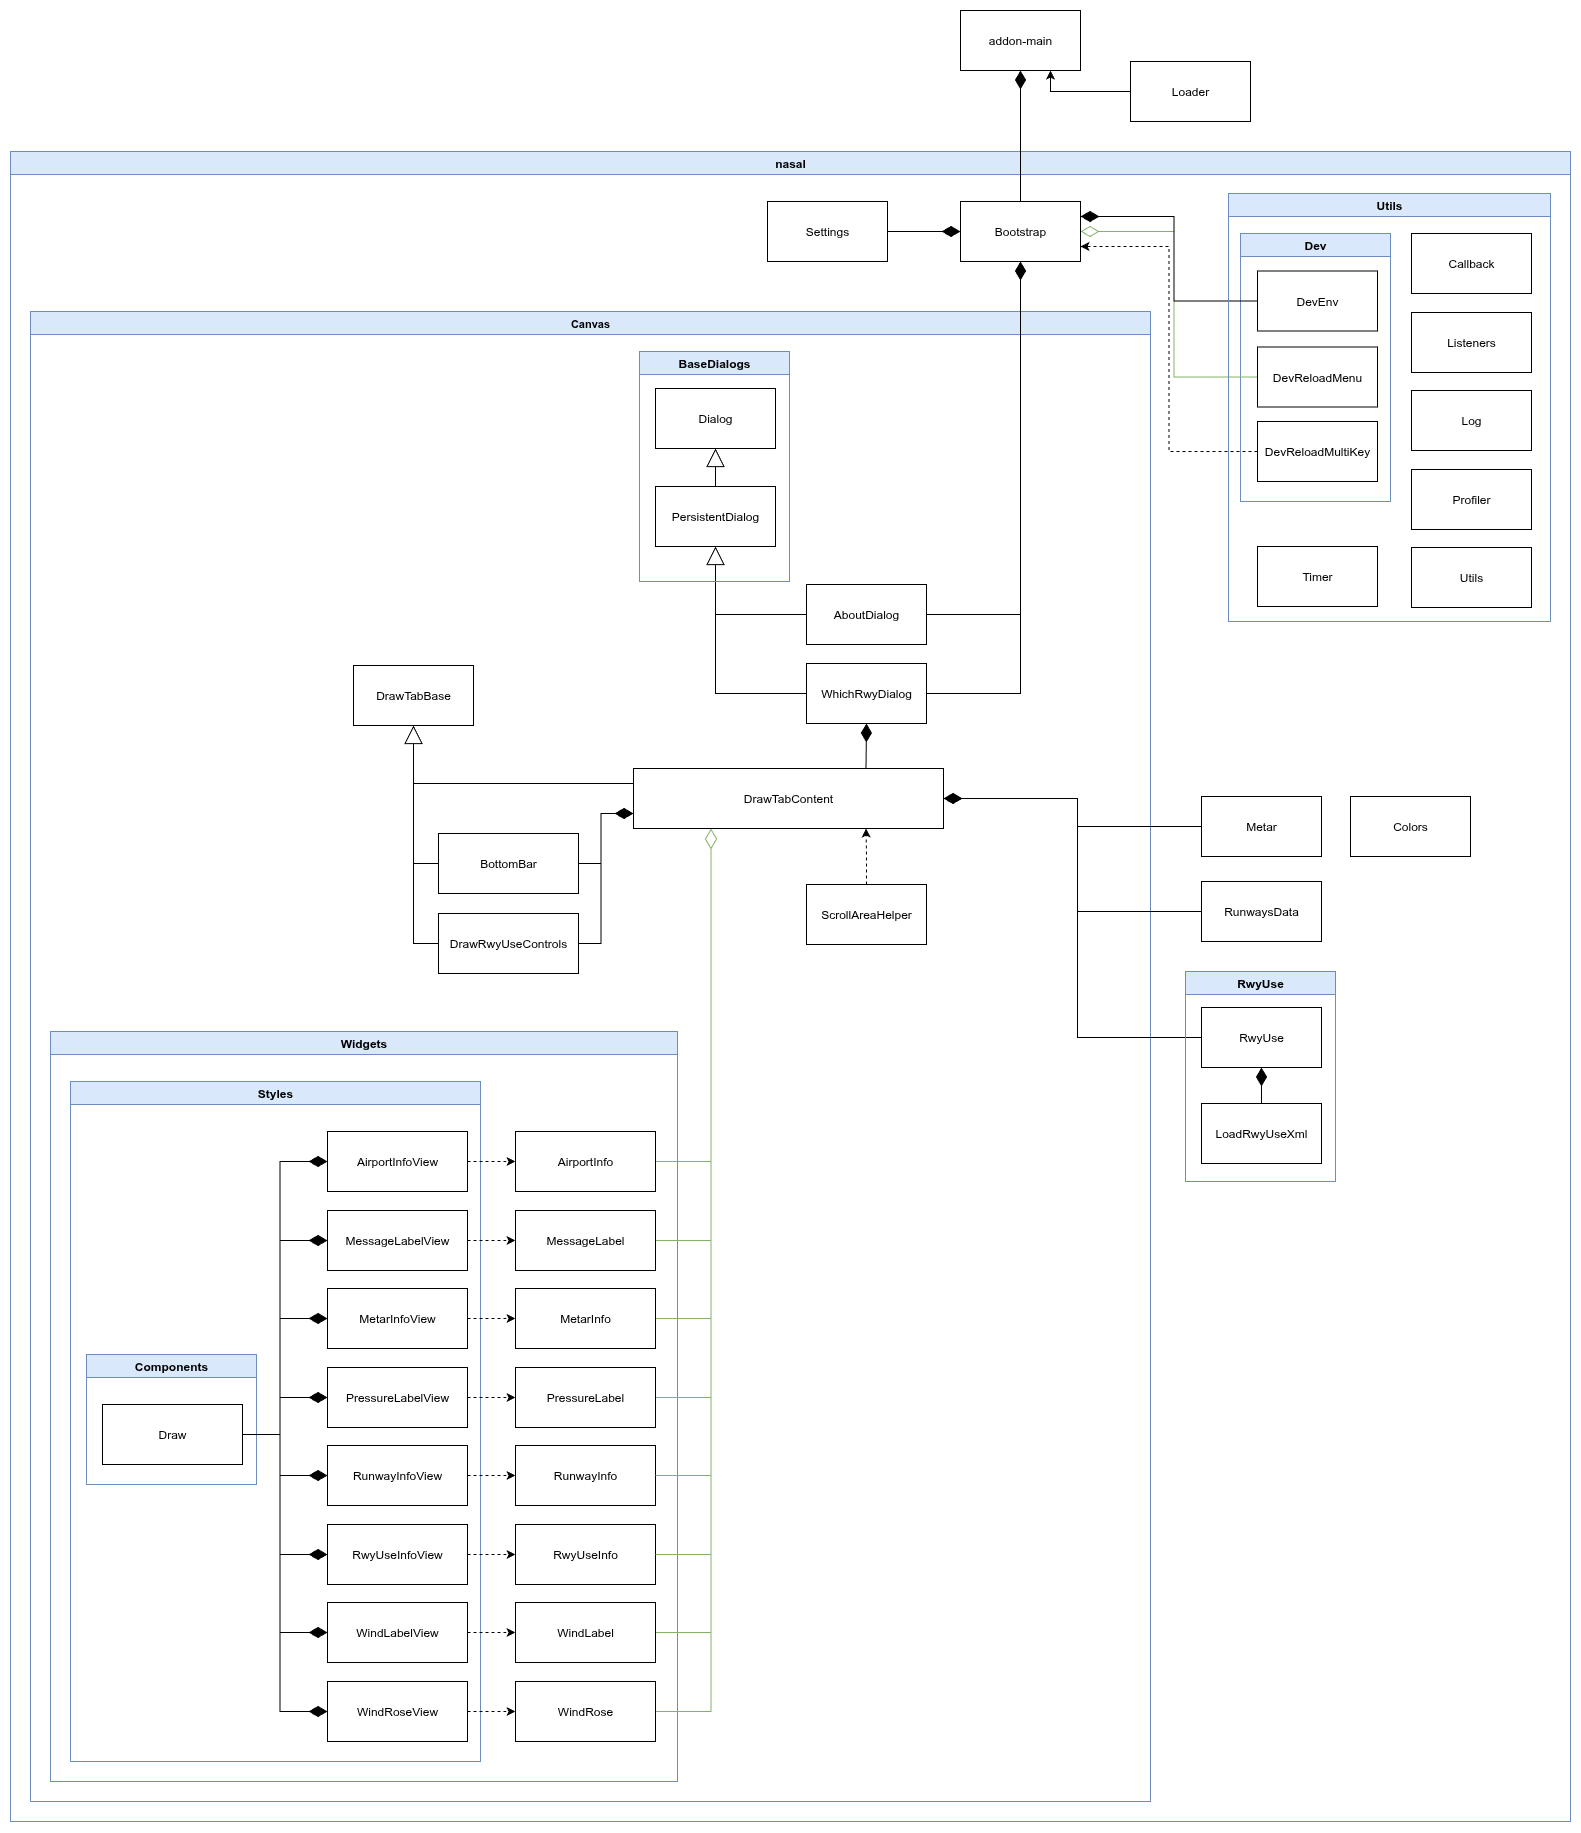 addon-main
Loader
nasal
Settings
Bootstrap
Utils
Dev
DevEnv
DevReloadMenu
DevReloadMultiKey
Timer
Callback
Listeners
Log
Profiler
Utils
Canvas
BaseDialogs
Dialog
PersistentDialog
AboutDialog
WhichRwyDialog
DrawTabBase
DrawTabContent
BottomBar
DrawRwyUseControls
ScrollAreaHelper
Metar
Colors
RunwaysData
RwyUse
RwyUse
LoadRwyUseXml
Widgets
Styles
AirportInfoView
AirportInfo
MessageLabelView
MessageLabel
MetarInfoView
MetarInfo
Components
Draw
PressureLabelView
PressureLabel
RunwayInfoView
RunwayInfo
RwyUseInfoView
RwyUseInfo
WindLabelView
WindLabel
WindRoseView
WindRose